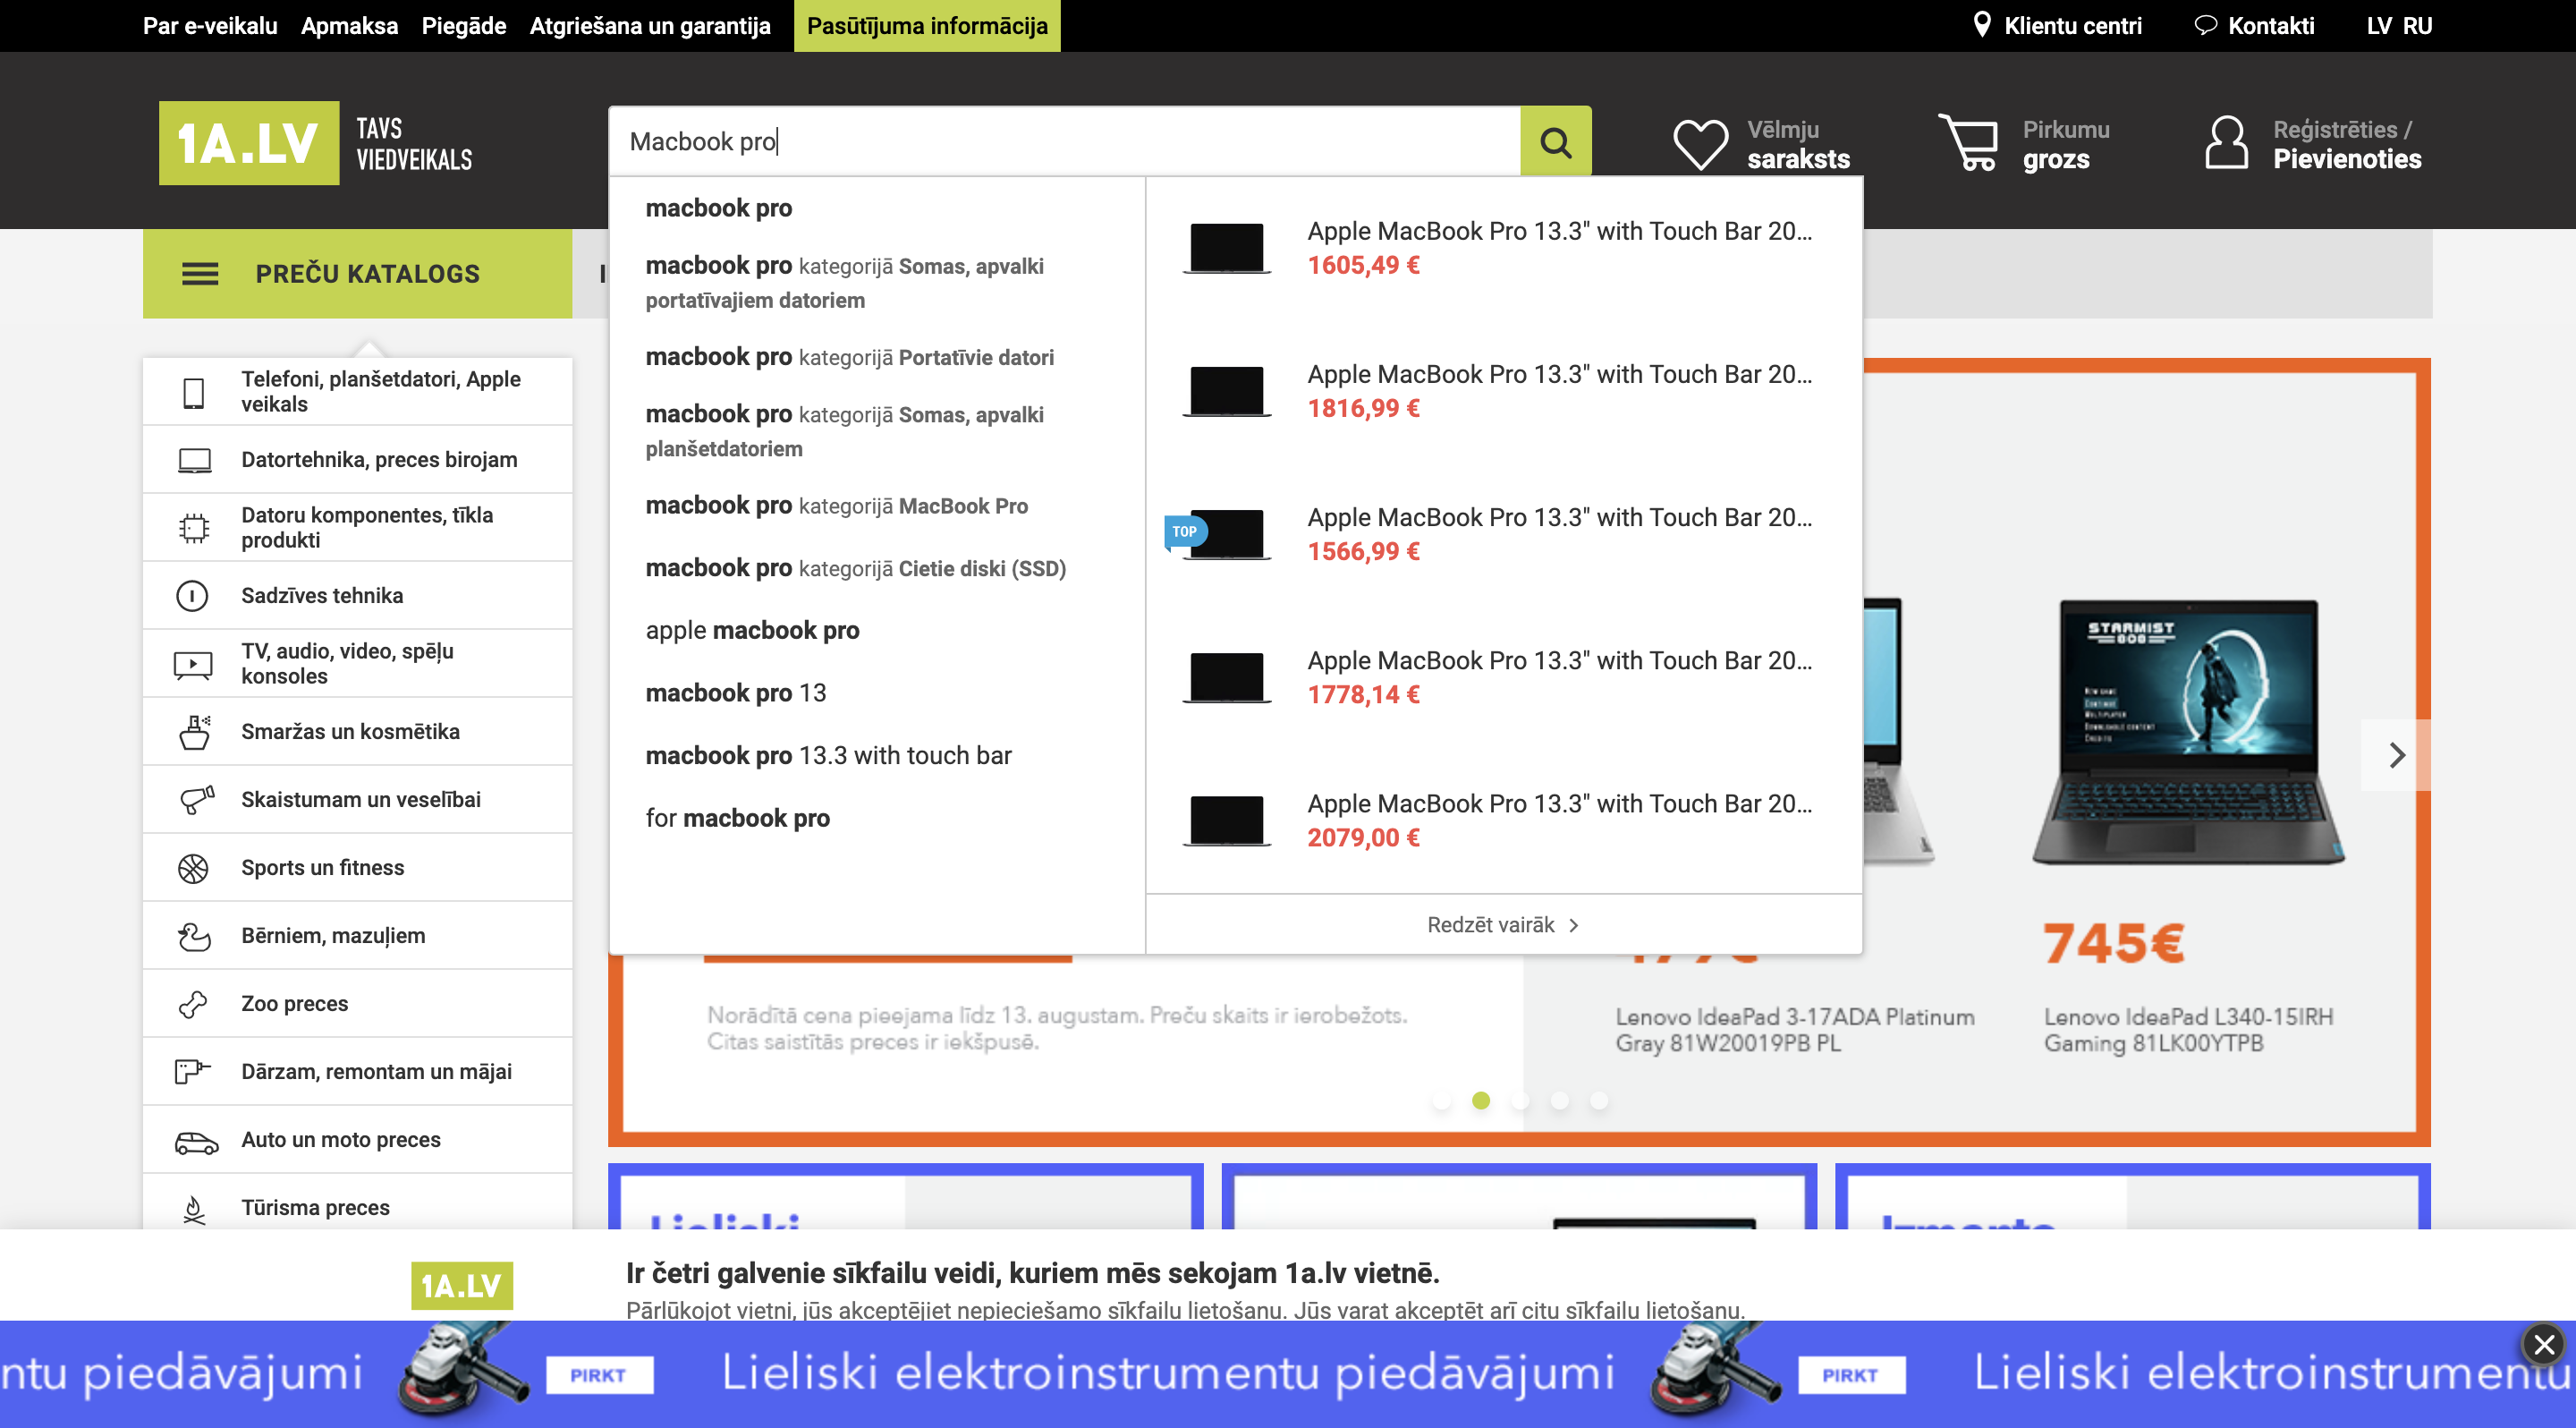 Par e-veikalu Apmaksa Piegāde Atgriešana un garantija Pasūtījuma informācija
Klientu centri Kontakti LV RU
1A.LV TAVS
VIEDVEIKALS
Macbook pro
Vēlmju
saraksts
Pirkumu
grozs
Reģistrēties /
Pievienoties
PREČU KATALOGS
Telefoni, planšetdatori, Apple
veikals
Datortehnika, preces birojam
Datoru komponentes, tīkla
produkti
Sadzīves tehnika
TV, audio, video, spēļu
konsoles
Smaržas un kosmētika
Skaistumam un veselībai
Sports un fitness
Bērniem, mazuļiem
Zoo preces
Dārzam, remontam un mājai
Auto un moto preces
Tūrisma preces
macbook pro
macbook pro kategorijā Somas, apvalki
portatīvajiem datoriem
macbook pro kategorijā Portatīvie datori
macbook pro kategorijā Somas, apvalki
planšetdatoriem
macbook pro kategorijā MacBook Pro
macbook pro kategorijā Cietie diski (SSD)
apple macbook pro
macbook pro 13
macbook pro 13.3 with touch bar
for macbook pro
Apple MacBook Pro 13.3" with Touch Bar 20...
1605,49 €
Apple MacBook Pro 13.3" with Touch Bar 20...
1816,99 €
TOP
Apple MacBook Pro 13.3" with Touch Bar 20...
1566,99 €
Apple MacBook Pro 13.3" with Touch Bar 20...
1778,14 €
Apple MacBook Pro 13.3" with Touch Bar 20...
2079,00 €
Redzēt vairāk
STARMIST
808
NEW GAME
CONTINUE
MULTIPLAYER
DOWNLOADABLE CONTENT
CREDITS
745€
Norādītā cena pieejama līdz 13. augustam. Preču skaits ir ierobežots.
Citas saistītās preces ir iekšpusē.
Lenovo IdeaPad 3-17ADA Platinum
Gray 81W20019PB PL
Lenovo IdeaPad L340-15IRH
Gaming 81LK00YTPB
Lieliski
Izmanto
1A.LV
Ir četri galvenie sīkfailu veidi, kuriem mēs sekojam 1a.lv vietnē.
Pārlūkojot vietni, jūs akceptējiet nepieciešamo sīkfailu lietošanu. Jūs varat akceptēt arī citu sīkfailu lietošanu.
ntu piedāvājumi PIRKT Lieliski elektroinstrumentu piedāvājumi PIRKT Lieliski elektroinstrumentu